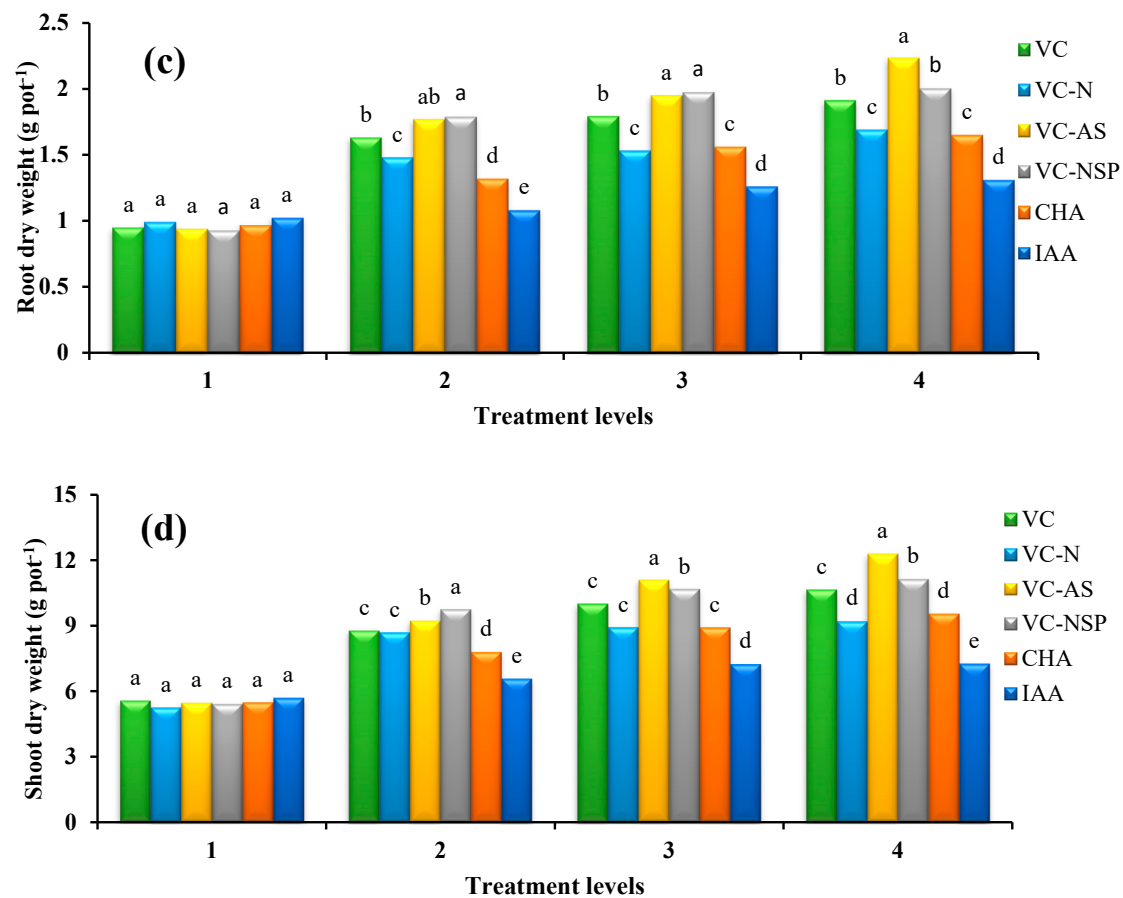 (c)
Root dry weight (g pot-1)
2.5
2
1.5
1
0.5
0
a a a a a a
b c ab a d e
b c a a c d
b c a b c d
1 2 3 4
Treatment levels
VC
VC-N
VC-AS
VC-NSP
CHA
IAA
(d)
Shoot dry weight (g pot-1)
15
12
9
6
3
0
a a a a a a
c c b a d e
c c a b c d
c d a b d e
1 2 3 4
Treatment levels
VC
VC-N
VC-AS
VC-NSP
CHA
IAA